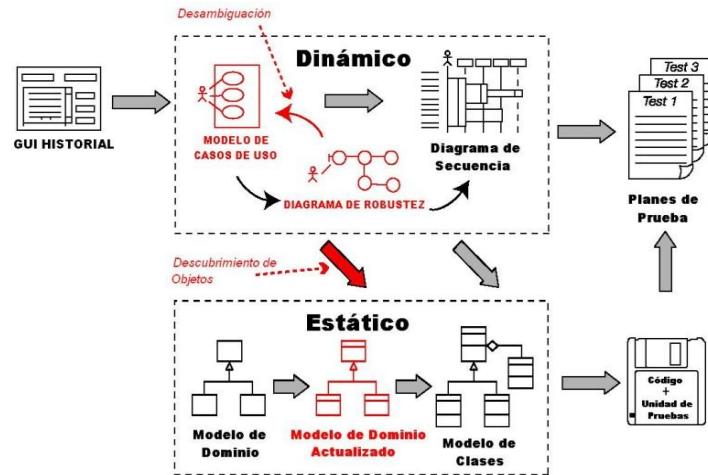 Desambiguación
Dinámico
GUI HISTORIAL
MODELO DE
CASOS DE USO
DIAGRAMA DE ROBUSTEZ
Diagrama de
Secuencia
Test 3
Test 2
Test 1
Planes de
Prueba
Descubrimiento de
Objetos
Estático
Modelo de
Dominio
Modelo de Dominio
Actualizado
Modelo de
Clases
Código
+
Unidad de
Pruebas